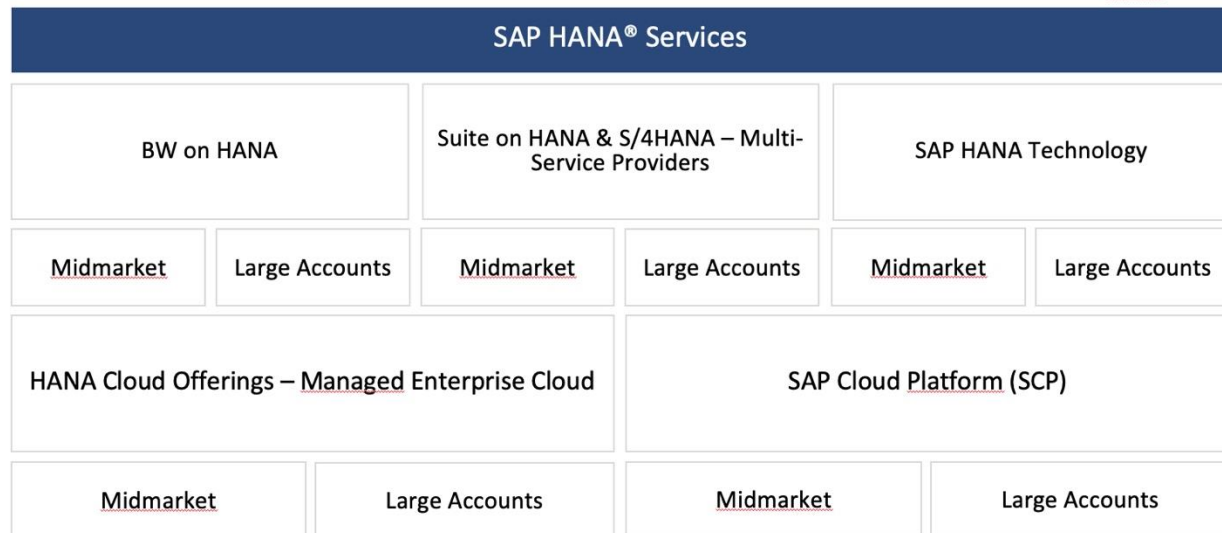 SAP HANA® Services
BW on HANA
Suite on HANA & S/4HANA – Multi-
Service Providers
SAP HANA Technology
Midmarket
Large Accounts
Midmarket
Large Accounts
Midmarket
Large Accounts
HANA Cloud Offerings – Managed Enterprise Cloud
SAP Cloud Platform (SCP)
Midmarket
Large Accounts
Midmarket
Large Accounts